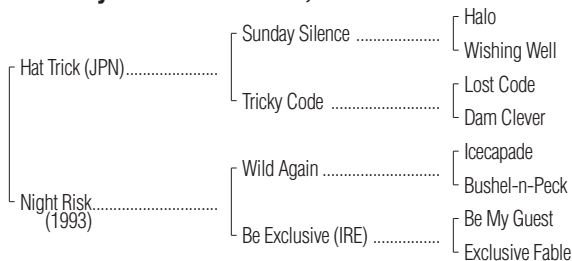 Halo
Sunday Silence ....................
Wishing Well
Hat Trick (JPN)......................
Lost Code
Tricky Code ..........................
Dam Clever
Icecapade
Wild Again ............................
Bushel-n-Peck
Night Risk..............................
(1993)
Be My Guest
Be Exclusive (IRE) ................
Exclusive Fable